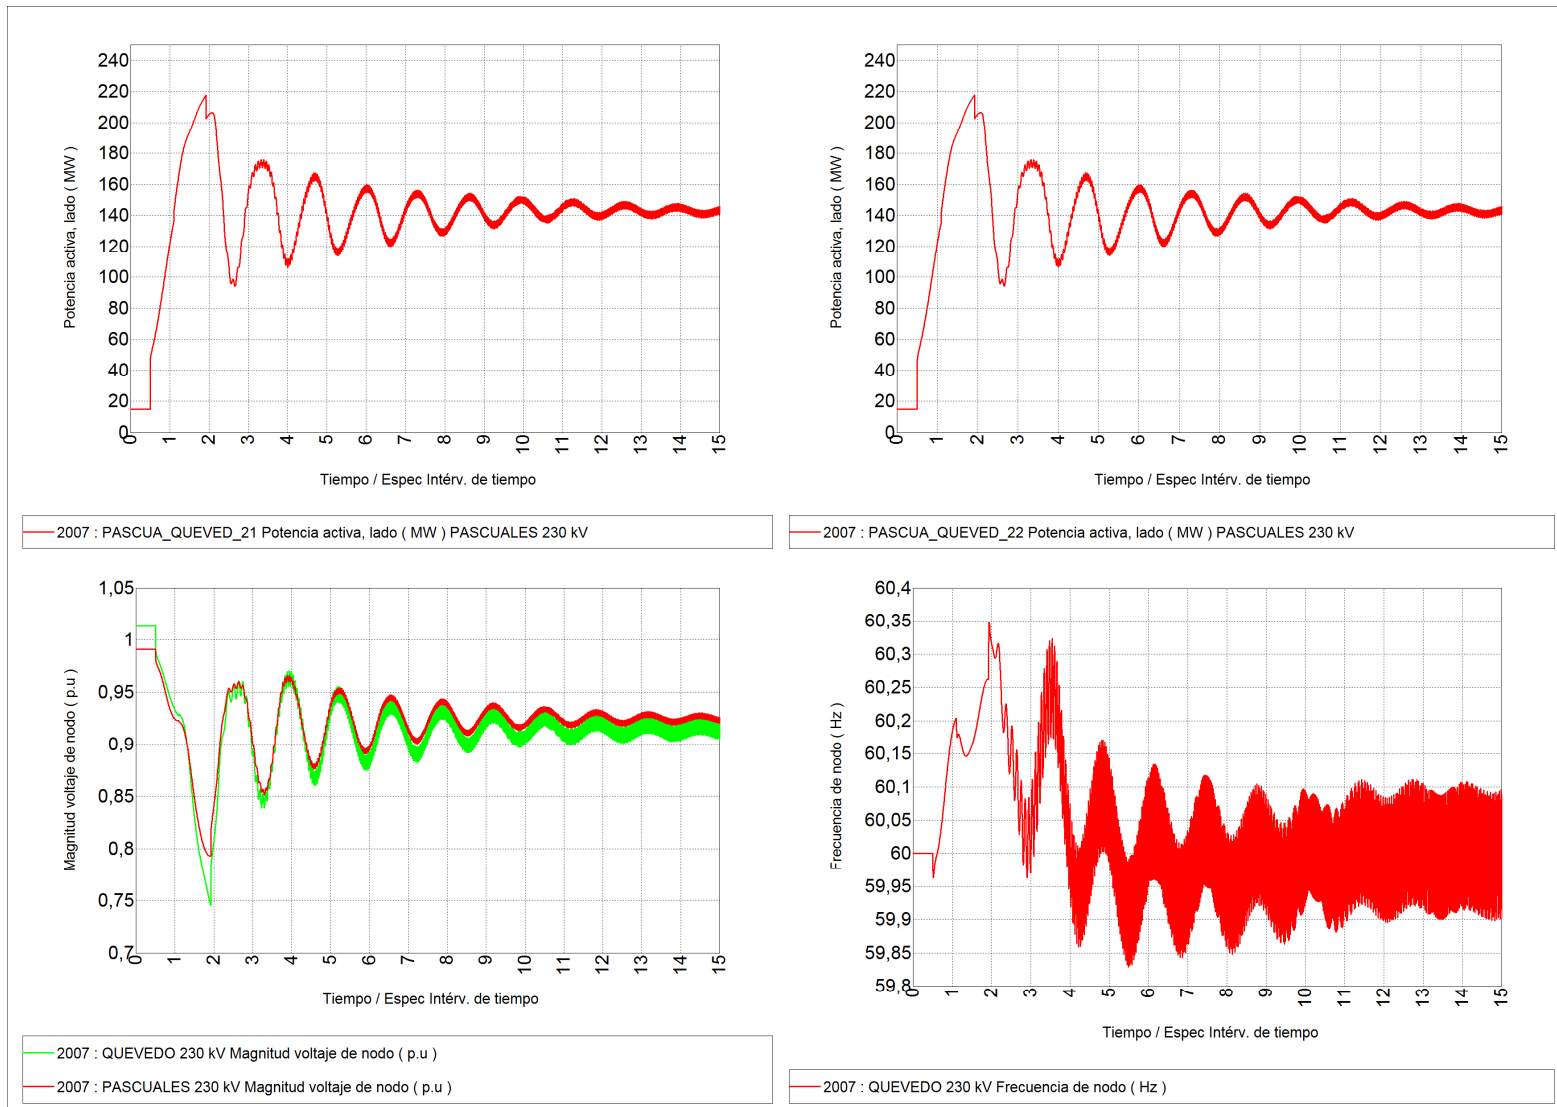 240
220
200
180
160
140
120
100
80
60
40
20
0
Potencia activa, lado ( MW )
0 1 2 3 4 5 6 7 8 9 10 11 12 13 14 15
Tiempo / Espec Intérv. de tiempo
2007 : PASCUA_QUEVED_21 Potencia activa, lado ( MW ) PASCUALES 230 kV
240
220
200
180
160
140
120
100
80
60
40
20
0
Potencia activa, lado ( MW )
0 1 2 3 4 5 6 7 8 9 10 11 12 13 14 15
Tiempo / Espec Intérv. de tiempo
2007 : PASCUA_QUEVED_22 Potencia activa, lado ( MW ) PASCUALES 230 kV
1,05
1
0,95
0,9
0,85
0,8
0,75
0,7
Magnitud voltaje de nodo ( p.u )
0 1 2 3 4 5 6 7 8 9 10 11 12 13 14 15
Tiempo / Espec Intérv. de tiempo
2007 : QUEVEDO 230 kV Magnitud voltaje de nodo ( p.u )
2007 : PASCUALES 230 kV Magnitud voltaje de nodo ( p.u )
60,4
60,35
60,3
60,25
60,2
60,15
60,1
60,05
60
59,95
59,9
59,85
59,8
Frecuencia de nodo ( Hz )
0 1 2 3 4 5 6 7 8 9 10 11 12 13 14 15
Tiempo / Espec Intérv. de tiempo
2007 : QUEVEDO 230 kV Frecuencia de nodo ( Hz )